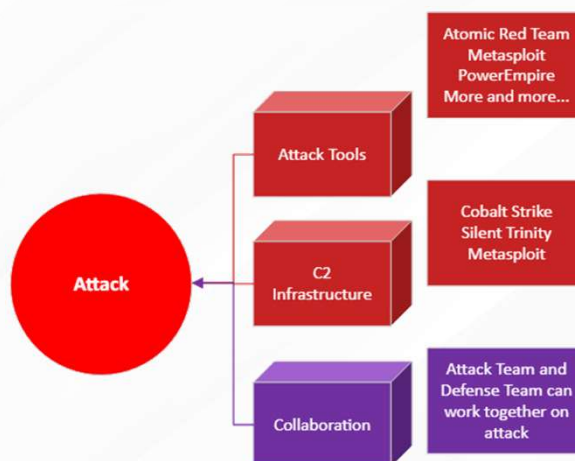 Atomic Red Team
Metasploit
PowerEmpire
More and more...
Attack Tools
Cobalt Strike
Silent Trinity
Metasploit
C2
Infrastructure
Attack
Attack Team and
Defense Team can
work together on
attack
Collaboration